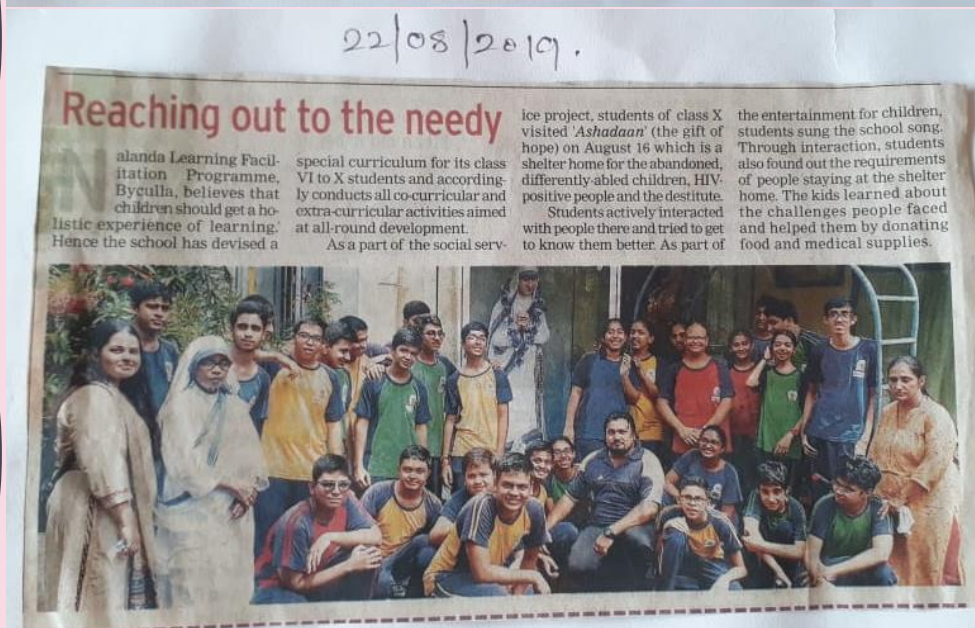 22/08/2019.
Reaching out to the needy
Nalanda Learning Facil-
itation Programme,
Byculla, believes that
children should get a ho-
listic experience of learning.
Hence the school has devised a
special curriculum for its class
VI to X students and according-
ly conducts all co-curricular and
extra-curricular activities aimed
at all-round development.
As a part of the social serv-
ice project, students of class X
visited 'Ashadaan' (the gift of
hope) on August 16 which is a
shelter home for the abandoned,
differently-abled children, HIV-
positive people and the destitute.
Students actively interacted
with people there and tried to get
to know them better. As part of
the entertainment for children,
students sung the school song.
Through interaction, students
also found out the requirements
of people staying at the shelter
home. The kids learned about
the challenges people faced
and helped them by donating
food and medical supplies.